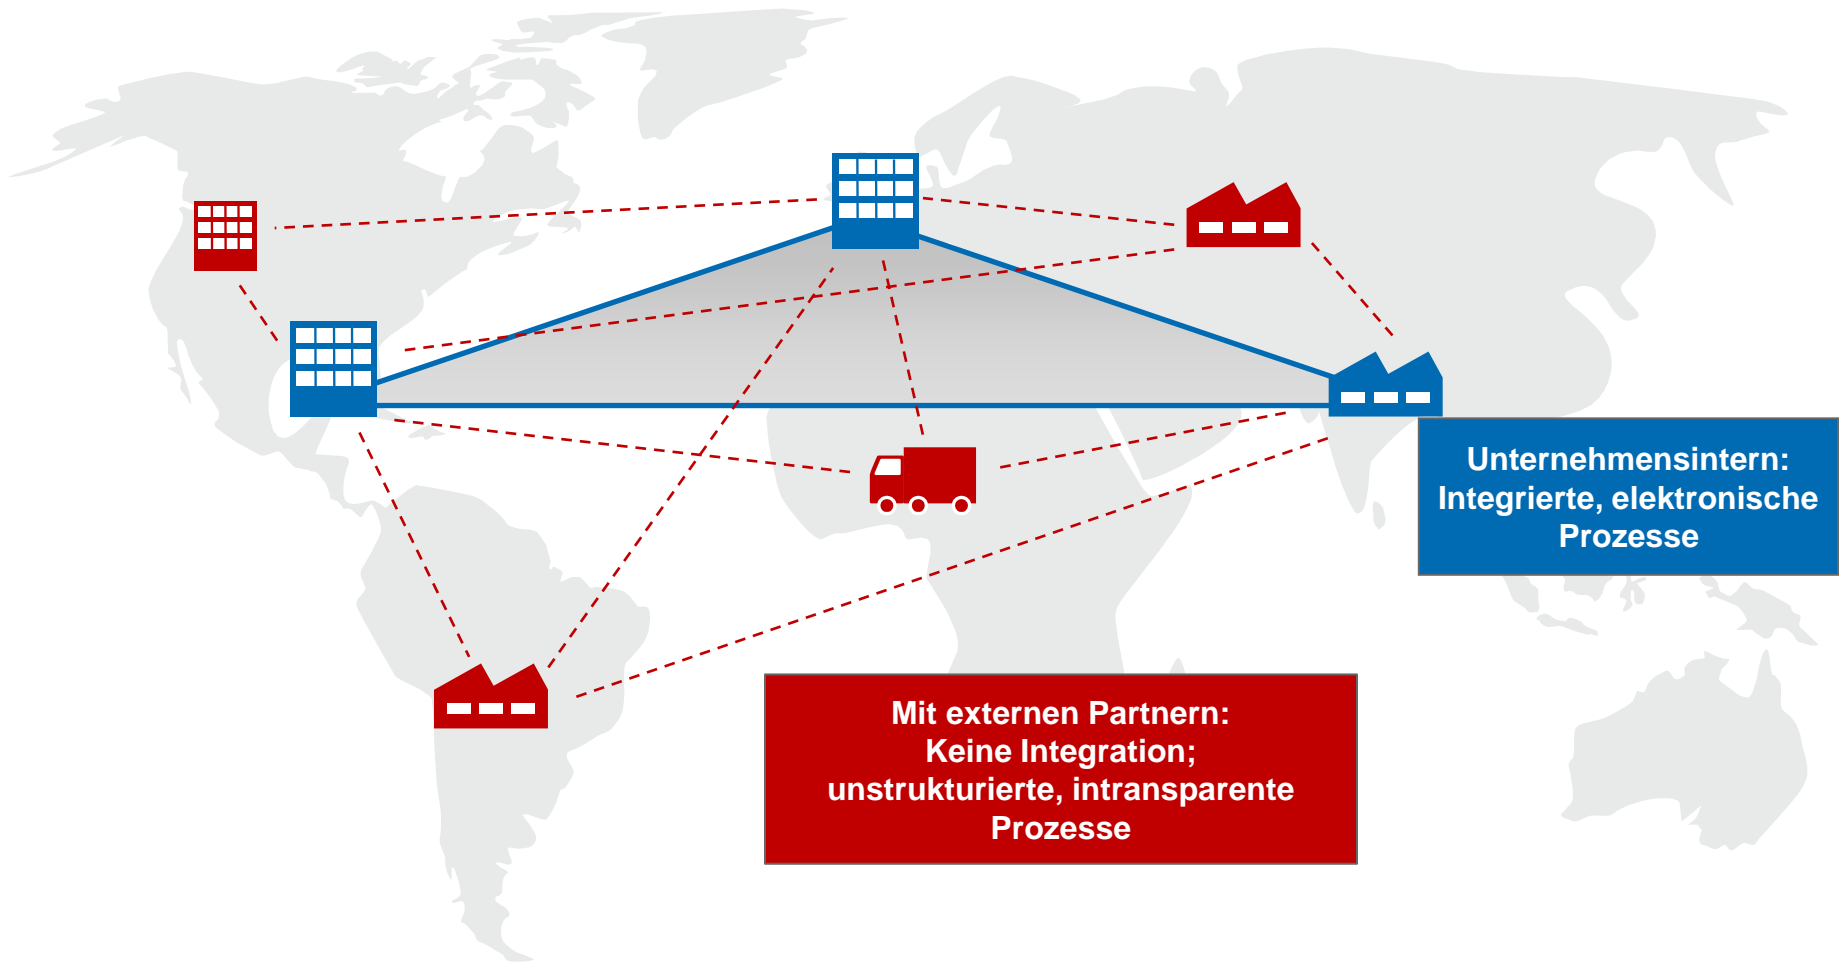 Unternehmensintern:
Integrierte, elektronische
Prozesse
Mit externen Partnern:
Keine Integration;
unstrukturierte, intransparente
Prozesse